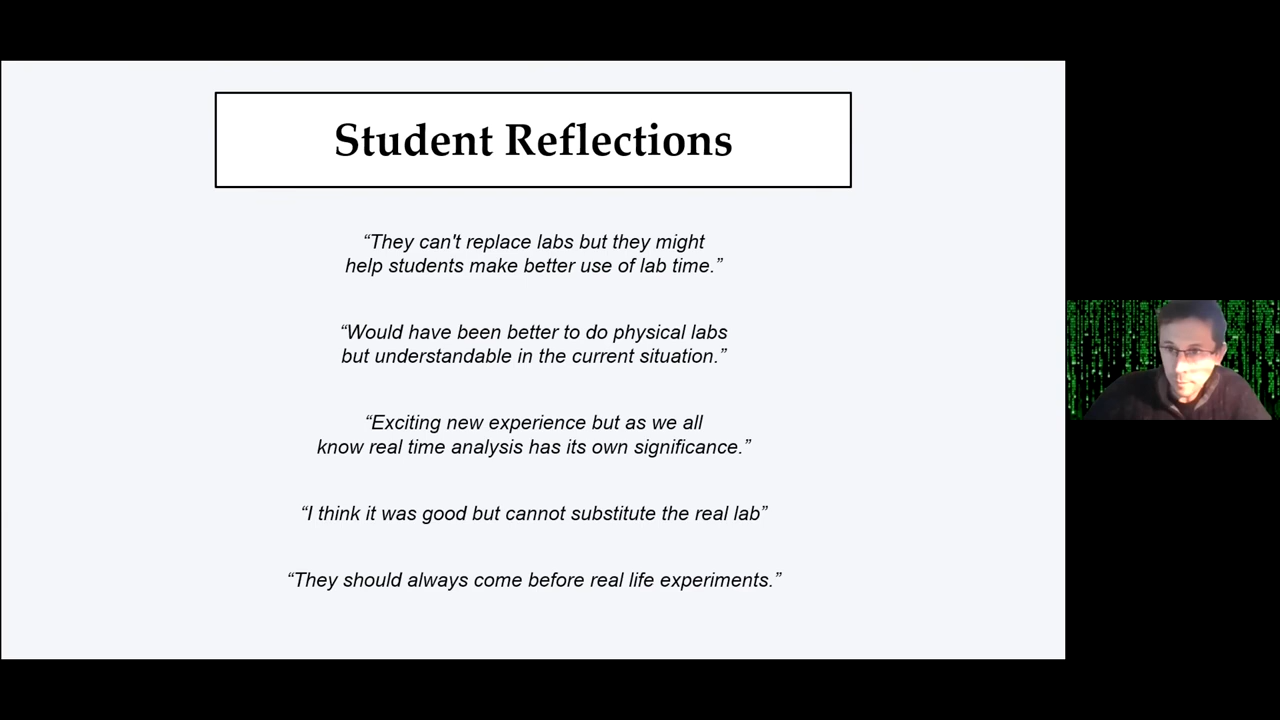 Student Reflections
“They can't replace labs but they might
help students make better use of lab time.”
“Would have been better to do physical labs
but understandable in the current situation.”
“Exciting new experience but as we all
know real time analysis has its own significance.”
“I think it was good but cannot substitute the real lab”
“They should always come before real life experiments.”